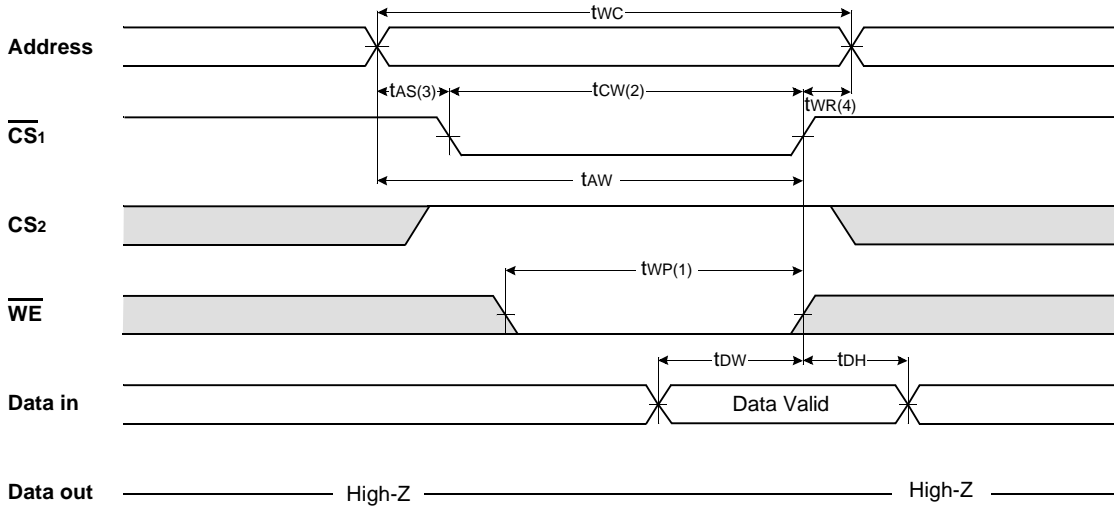 tWC
Address
tAS(3)
tCW(2)
tWR(4)
CS1
tAW
CS2
tWP(1)
WE
tDW
tDH
Data in
Data Valid
Data out
High-Z
High-Z